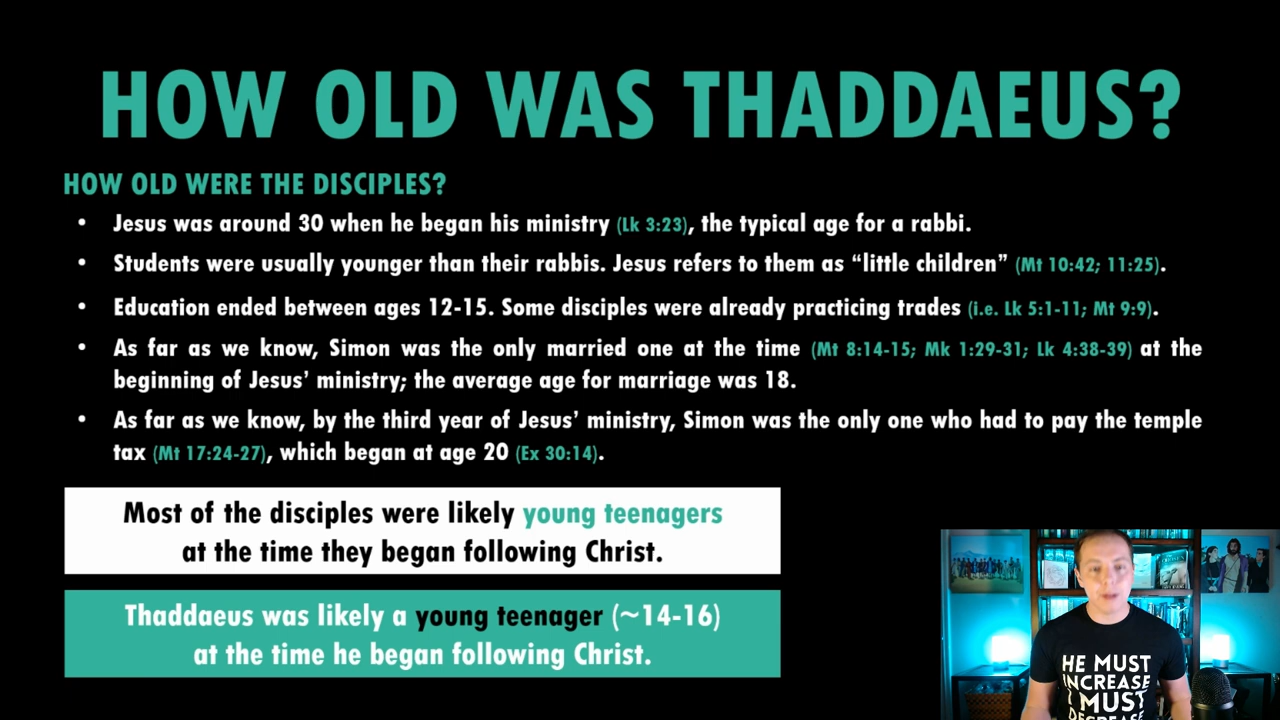 HOW OLD WAS THADDAEUS?
HOW OLD WERE THE DISCIPLES?
• Jesus was around 30 when he began his ministry (Lk 3:23), the typical age for a rabbi.
• Students were usually younger than their rabbis. Jesus refers to them as “little children” (Mt 10:42; 11:25).
• Education ended between ages 12-15. Some disciples were already practicing trades (i.e. Lk 5:1-11; Mt 9:9).
• As far as we know, Simon was the only married one at the time (Mt 8:14-15; Mk 1:29-31; Lk 4:38-39) at the
beginning of Jesus’ ministry; the average age for marriage was 18.
• As far as we know, by the third year of Jesus’ ministry, Simon was the only one who had to pay the temple
tax (Mt 17:24-27), which began at age 20 (Ex 30:14).
Most of the disciples were likely young teenagers
at the time they began following Christ.
Thaddaeus was likely a young teenager (~14-16)
at the time he began following Christ.
HE MUST
INCREASE
I MUST
DECREASE